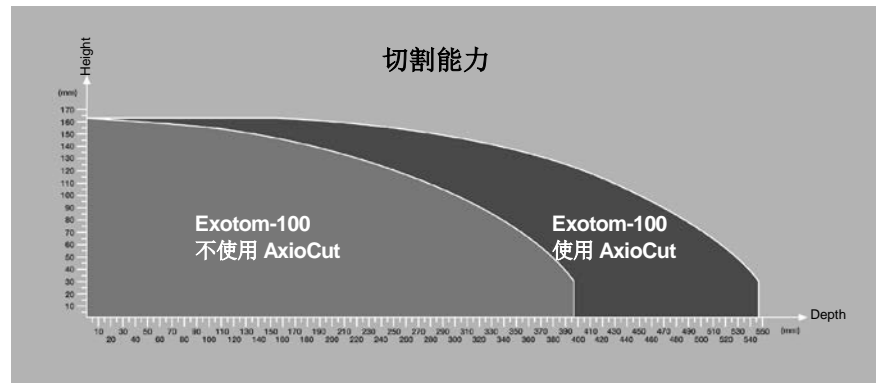 切割能力
Height
(mm)
170
160
150
140
130
120
110
100
90
80
70
60
50
40
30
20
10
Exotom-100
不使用 AxioCut
Exotom-100
使用 AxioCut
Depth
10 30 50 70 90 110 130 150 170 190 210 230 250 270 290 310 330 350 370 390 410 430 450 470 490 510 530 550 (mm)
20 40 60 80 100 120 140 160 180 200 220 240 260 280 300 320 340 360 380 400 420 440 460 480 500 520 540